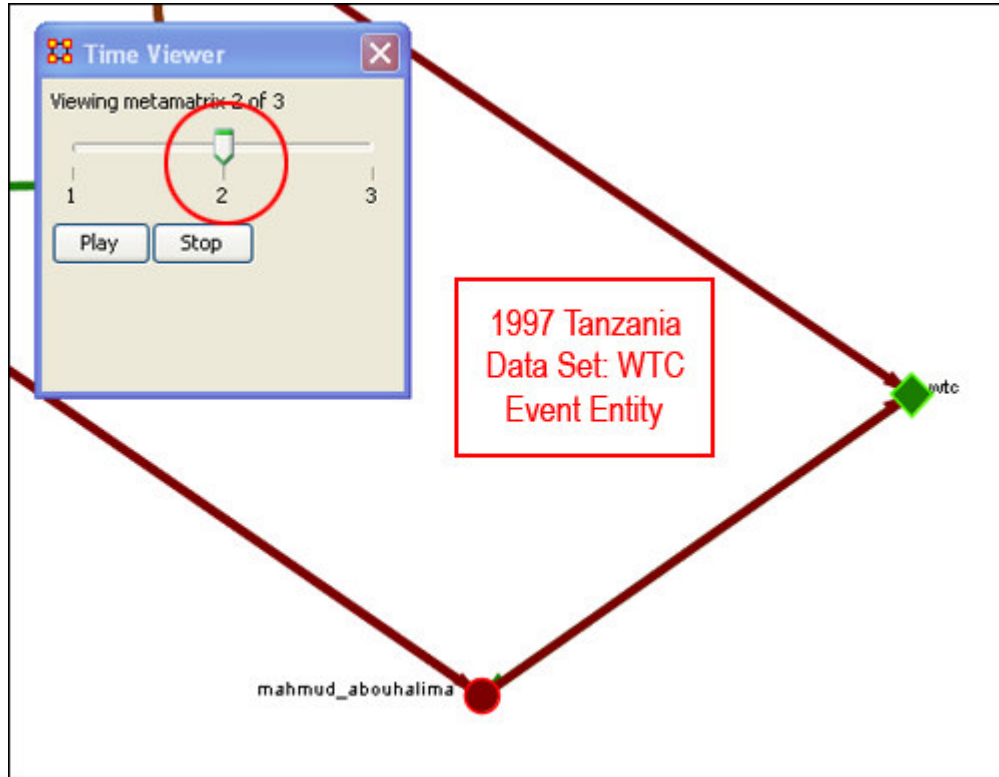 Time Viewer
Viewing metamatrix 2 of 3
1 2 3
Play Stop
1997 Tanzania
Data Set: WTC
Event Entity
wtc
mahmud_abouhalima